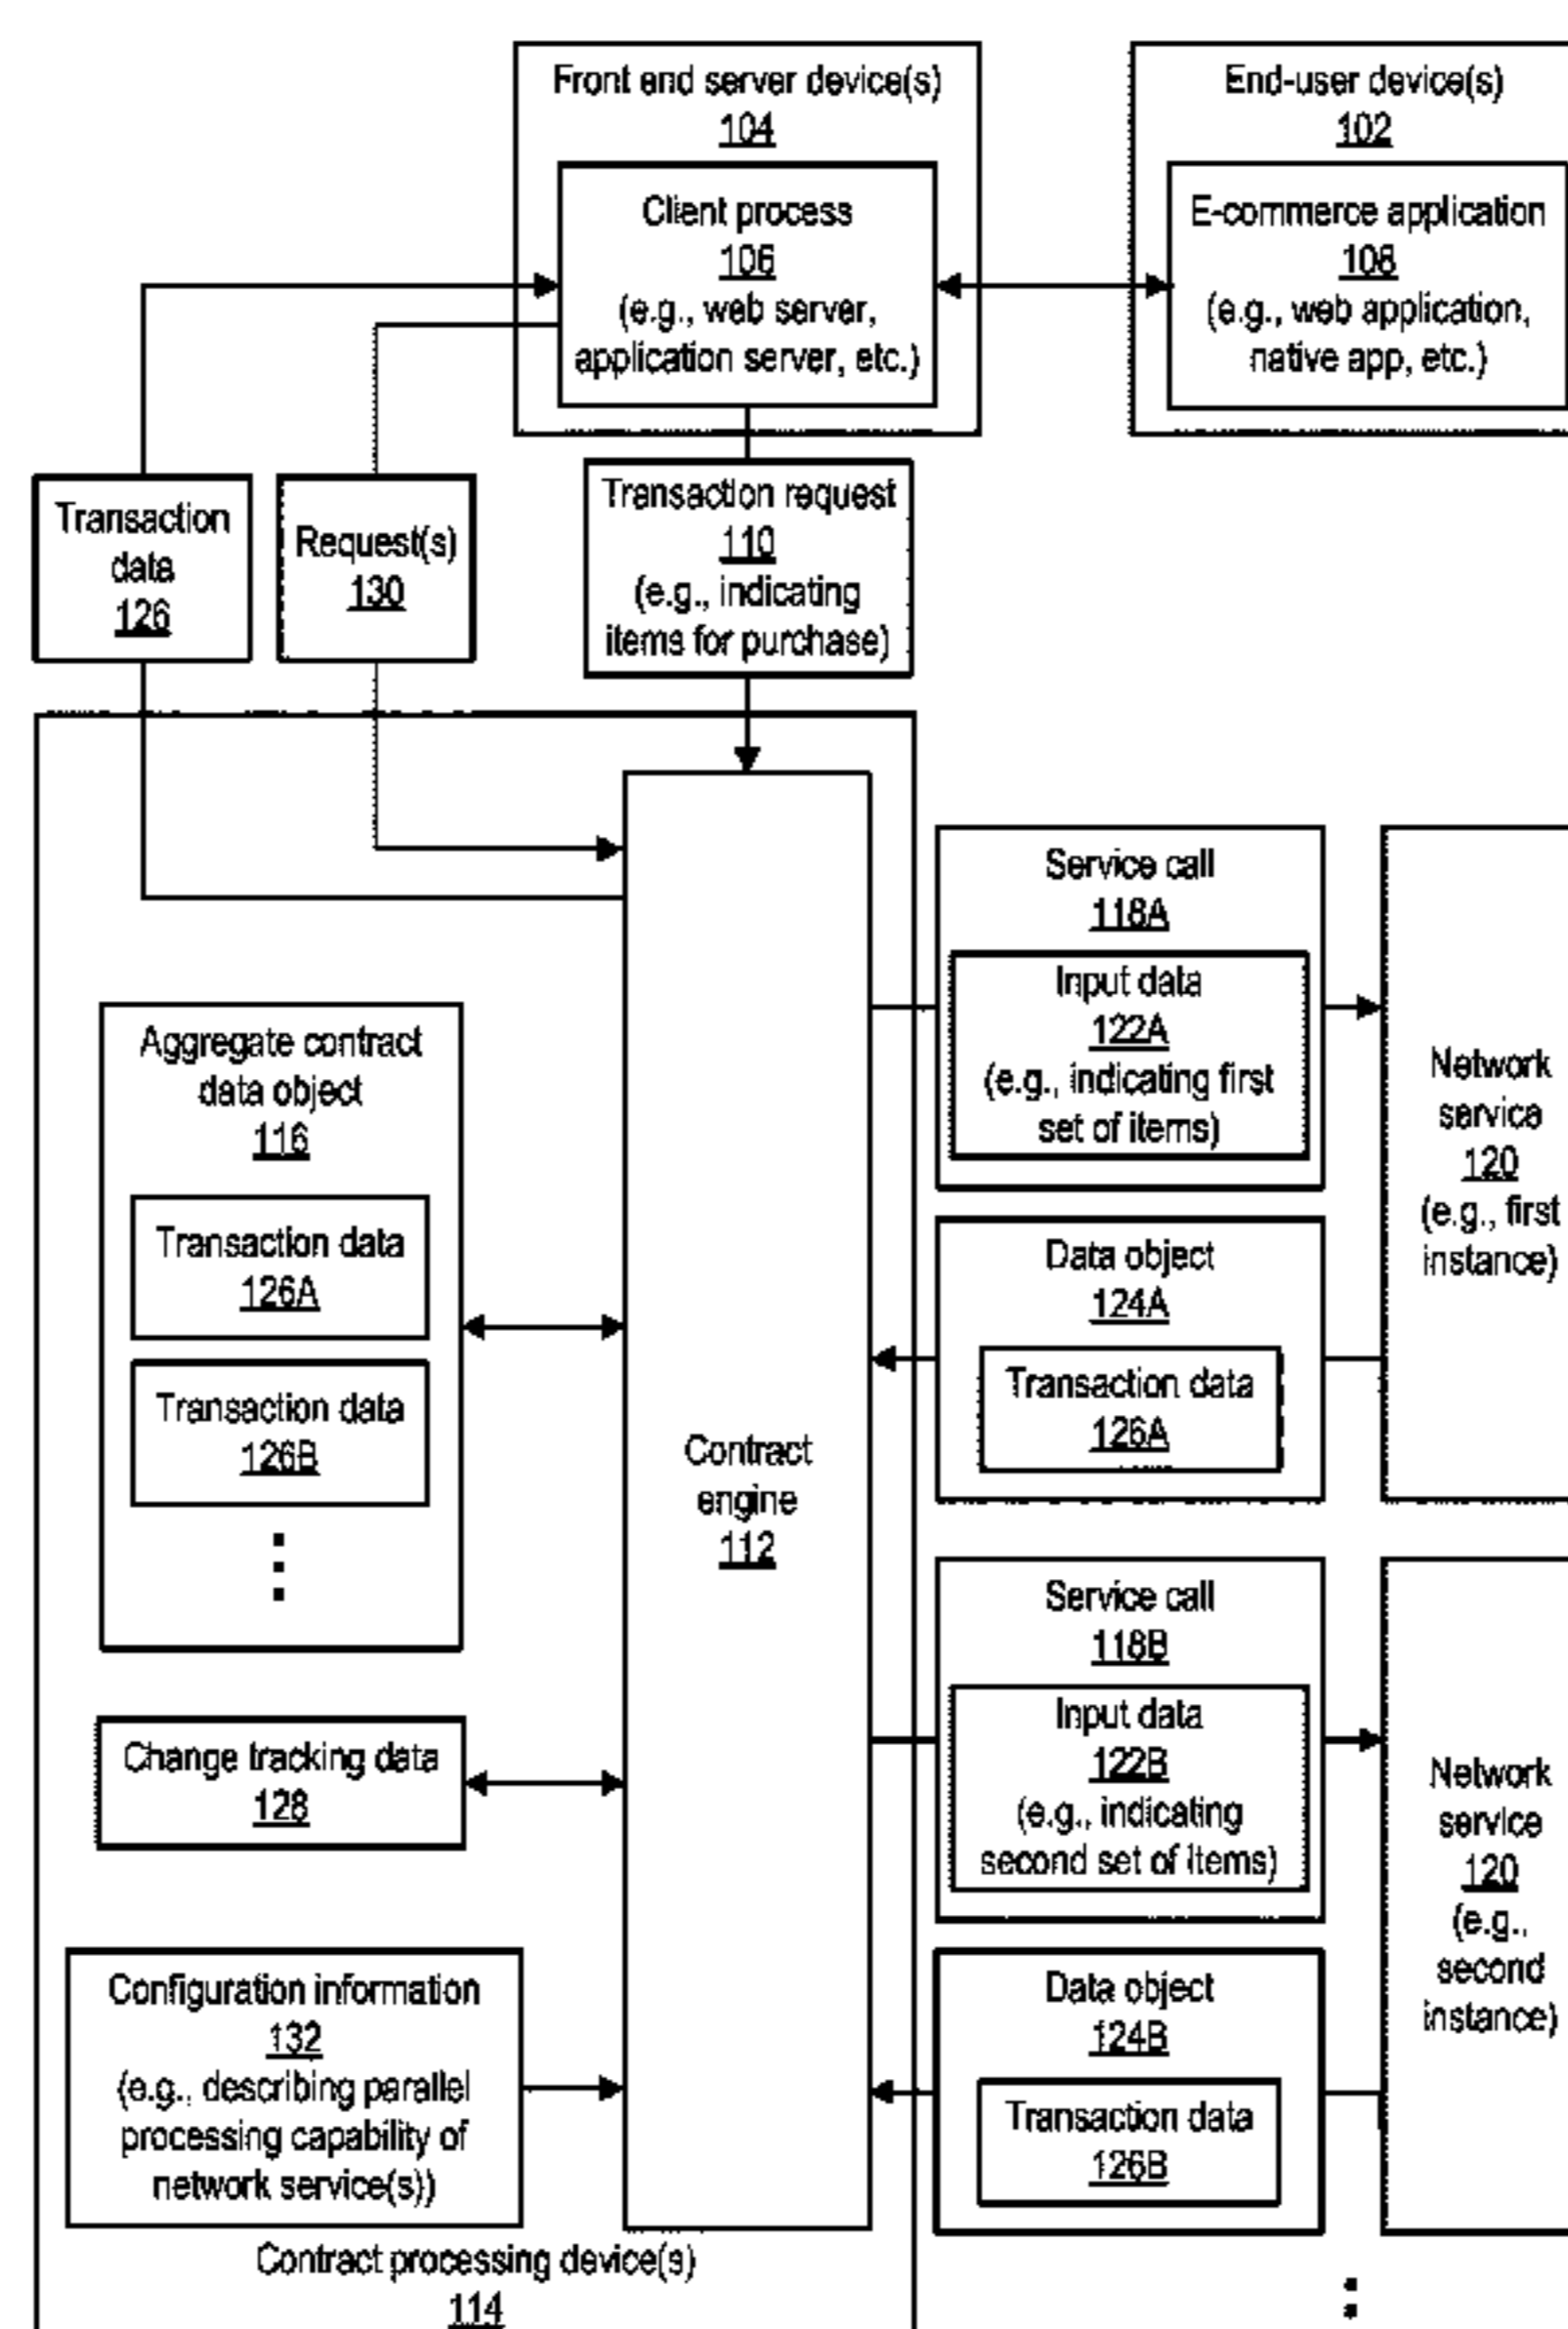 Front end server device(s)
104
Client process
106
(e.g., web server,
application server, etc.)
End-user device(s)
102
E-commerce application
108
(e.g., web application,
native app, etc.)
Transaction
data
126
Request(s)
130
Transaction request
110
(e.g., indicating
items for purchase)
Aggregate contract
data object
116
Transaction data
126A
Transaction data
126B
Change tracking data
128
Configuration information
132
(e.g., describing parallel
processing capability of
network service(s))
Contract
engine
112
Contract processing device(s)
114
Service call
118A
Input data
122A
(e.g., indicating first
set of items)
Data object
124A
Transaction data
126A
Network
service
120
(e.g., first
instance)
Service call
118B
Input data
122B
(e.g., indicating
second set of items)
Data object
124B
Transaction data
126B
Network
service
120
(e.g.,
second
instance)